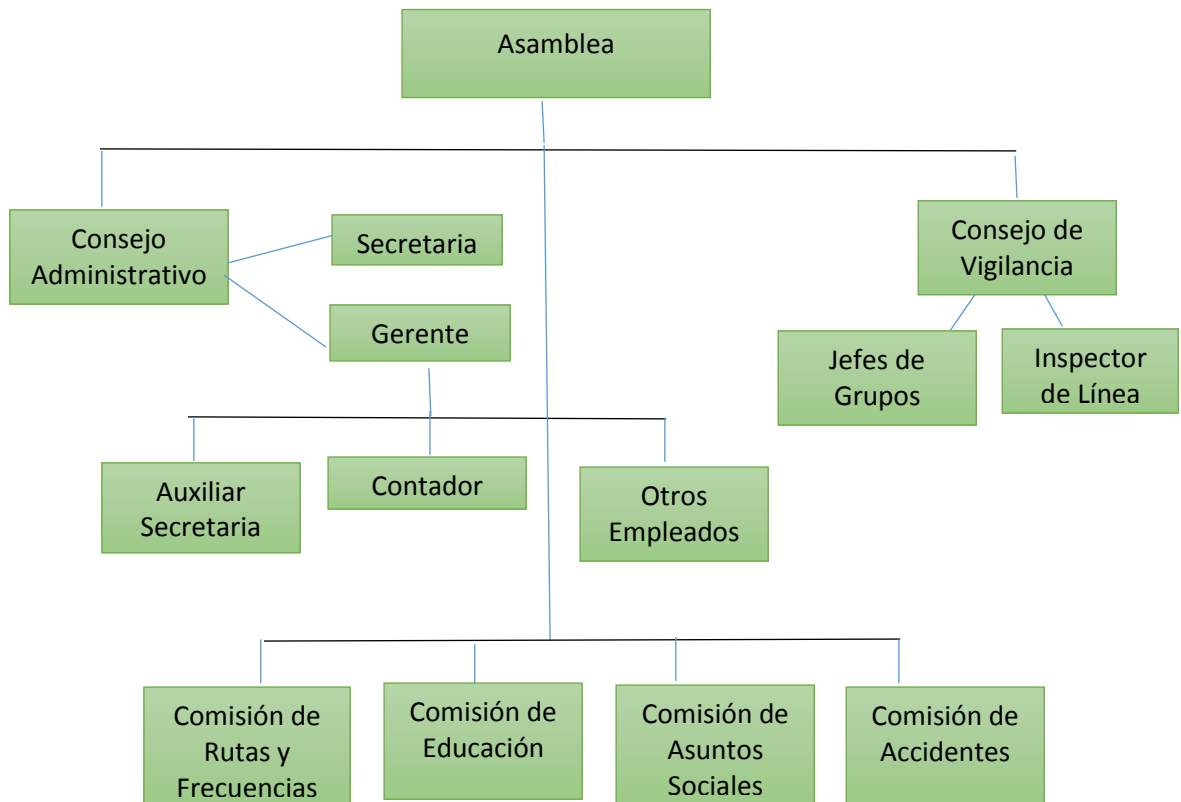 Asamblea
Consejo
Administrativo
Secretaria
Consejo de
Vigilancia
Gerente
Jefes de
Grupos
Inspector
de Línea
Auxiliar
Secretaria
Contador
Otros
Empleados
Comisión de
Rutas y
Frecuencias
Comisión de
Educación
Comisión de
Asuntos
Sociales
Comisión de
Accidentes